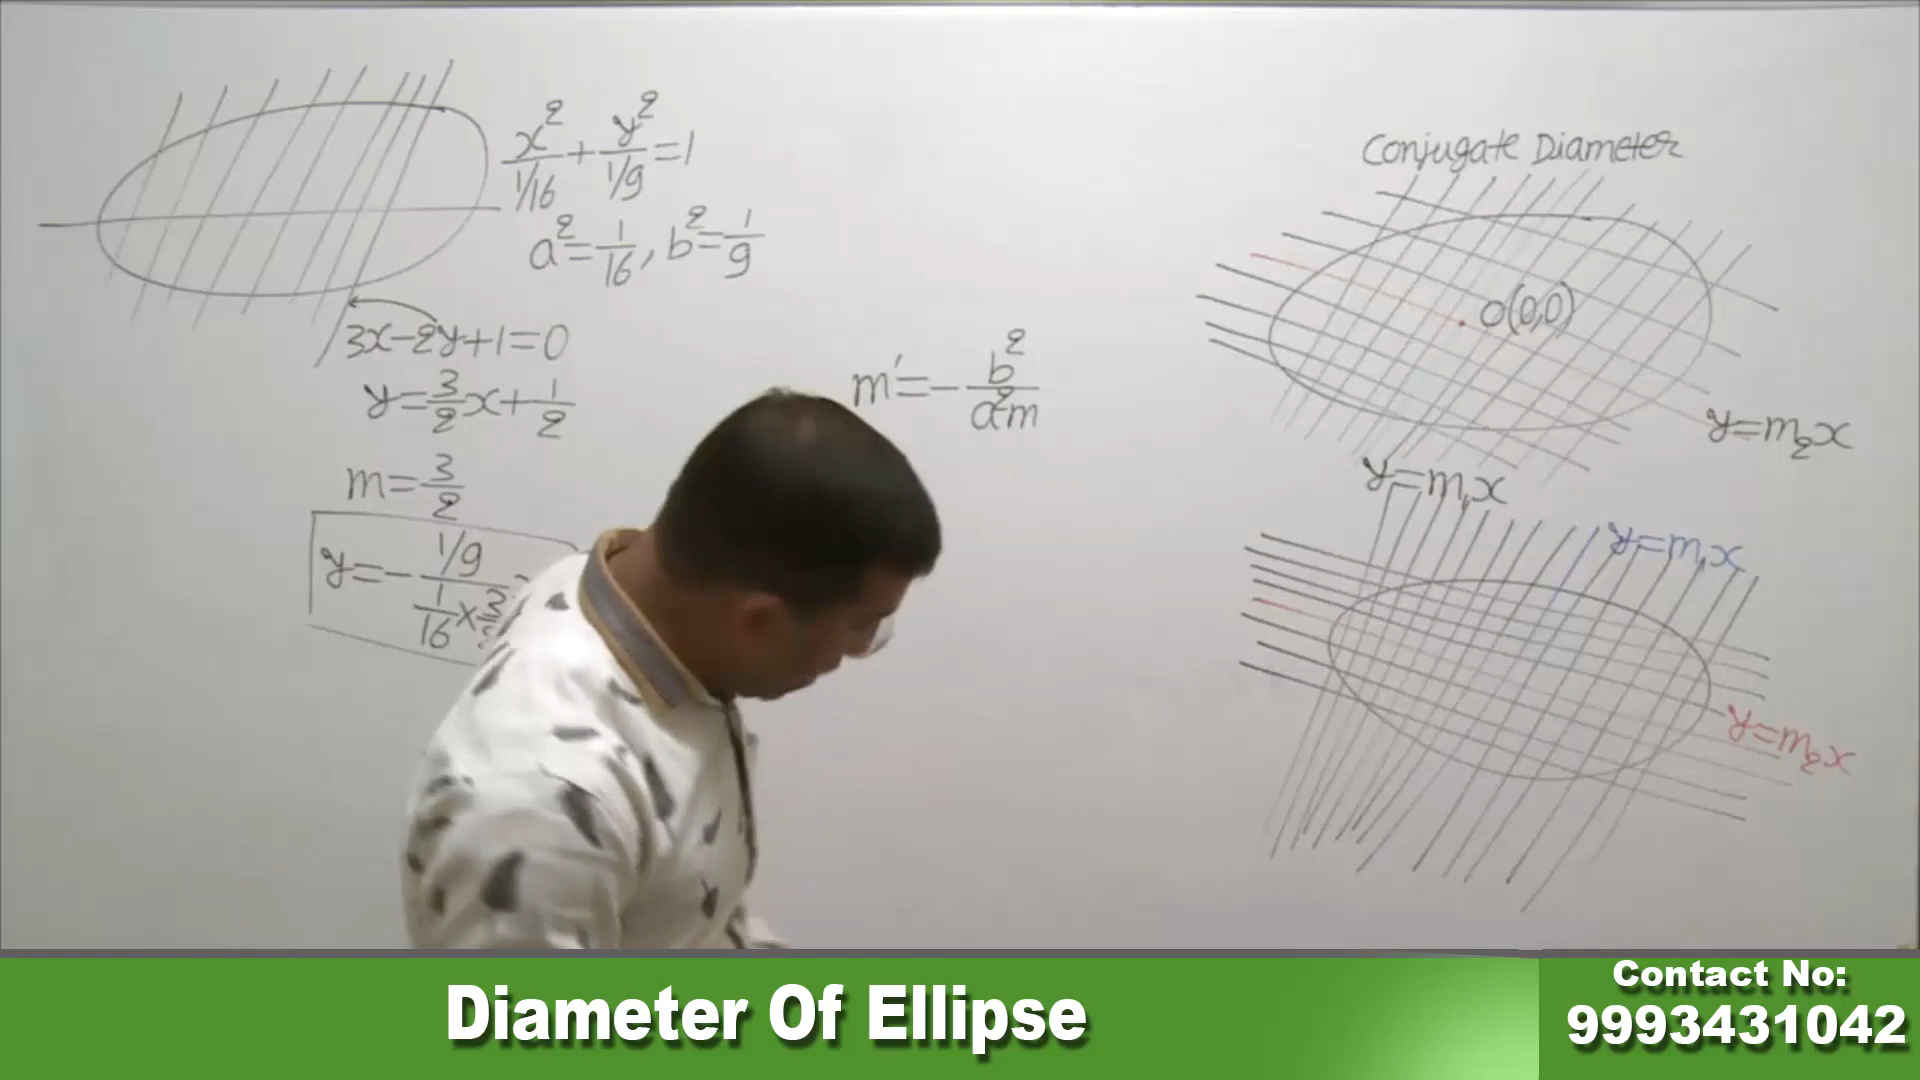 x²/(1/16) + y²/(1/9) = 1
a² = 1/16, b² = 1/9
3x-2y+1=0
y = 3/2 x + 1/2
m = 3/2
y = - (1/9)/(1/16 × 3/2)
m' = - b²/a²m
Conjugate Diameter
O(0,0)
y=m₂x
y=m₁x
y=m₁x
y=m₂x
Diameter Of Ellipse
Contact No:
9993431042